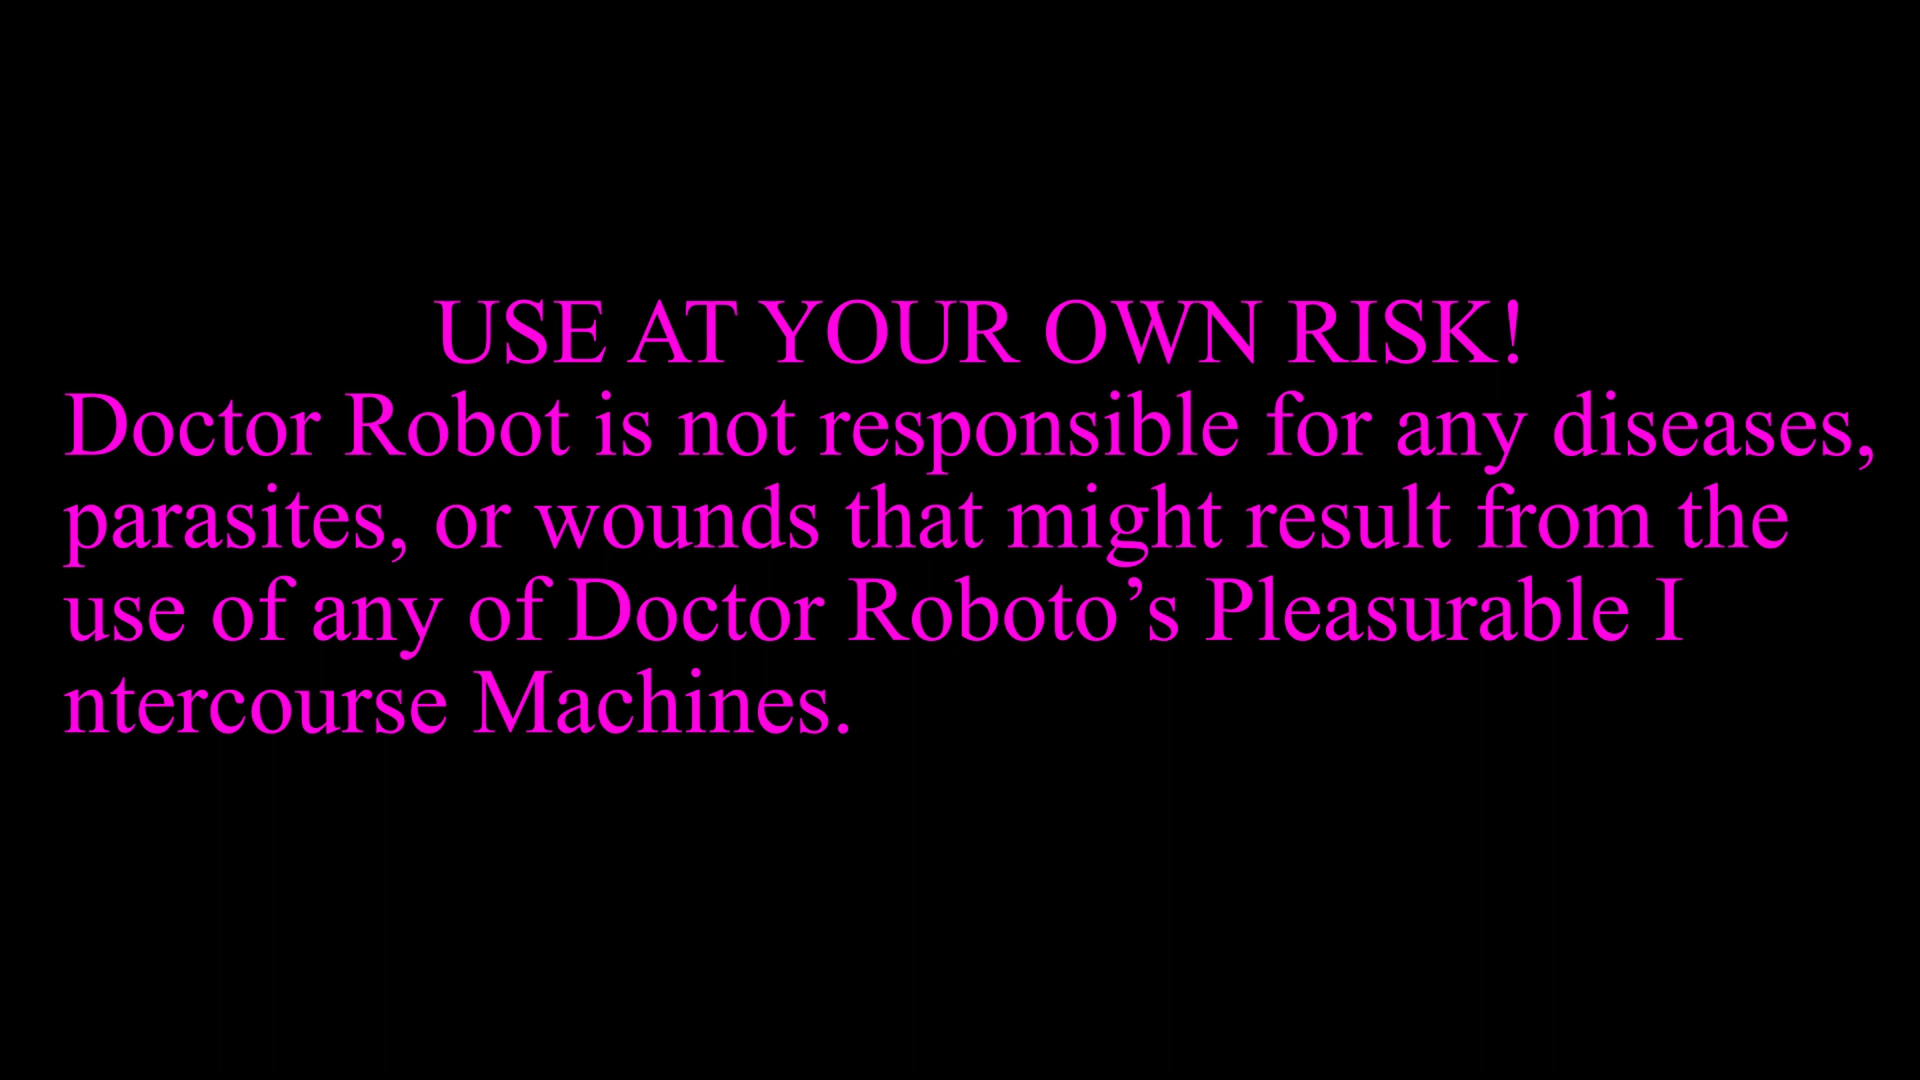 USE AT YOUR OWN RISK!
Doctor Robot is not responsible for any diseases,
parasites, or wounds that might result from the
use of any of Doctor Roboto’s Pleasurable I
ntercourse Machines.